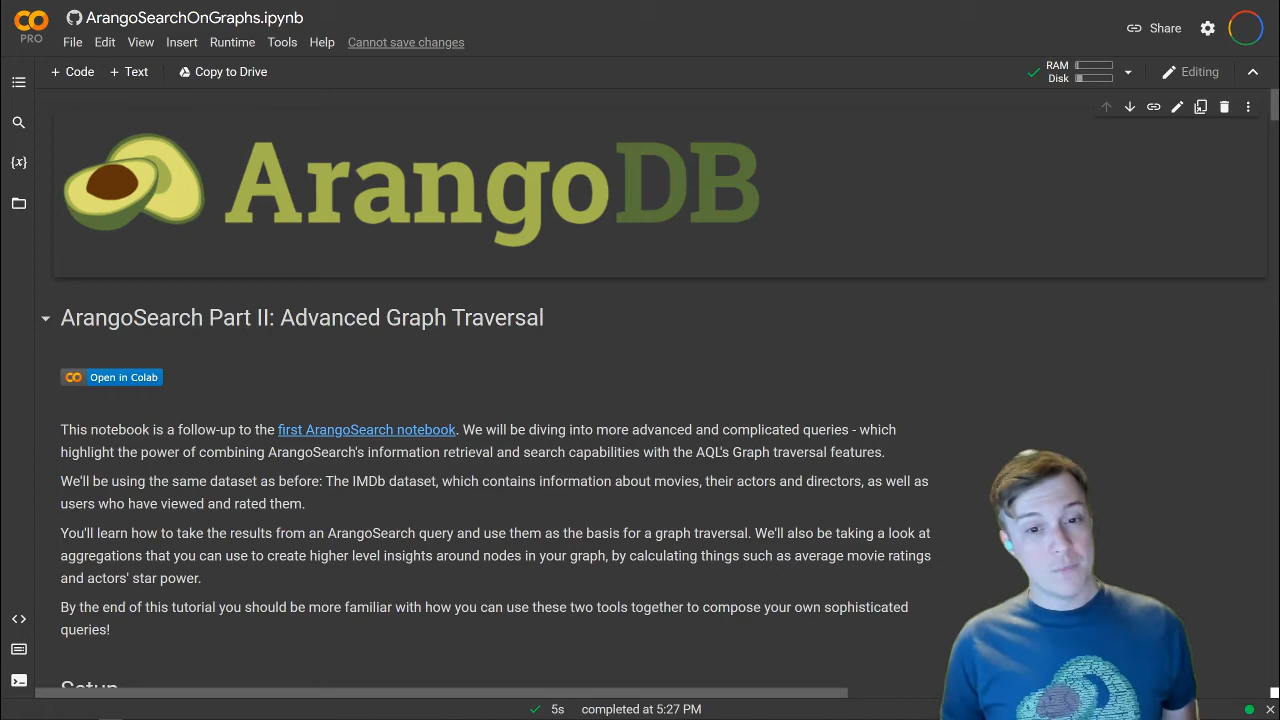 ArangoSearchOnGraphs.ipynb
PRO
File Edit View Insert Runtime Tools Help Cannot save changes
Share
+ Code + Text Copy to Drive
RAM
Disk
Editing
ArangoDB
ArangoSearch Part II: Advanced Graph Traversal
Open in Colab
This notebook is a follow-up to the first ArangoSearch notebook. We will be diving into more advanced and complicated queries - which
highlight the power of combining ArangoSearch's information retrieval and search capabilities with the AQL's Graph traversal features.
We'll be using the same dataset as before: The IMDb dataset, which contains information about movies, their actors and directors, as well as
users who have viewed and rated them.
You'll learn how to take the results from an ArangoSearch query and use them as the basis for a graph traversal. We'll also be taking a look at
aggregations that you can use to create higher level insights around nodes in your graph, by calculating things such as average movie ratings
and actors' star power.
By the end of this tutorial you should be more familiar with how you can use these two tools together to compose your own sophisticated
queries!
Setup
5s completed at 5:27 PM